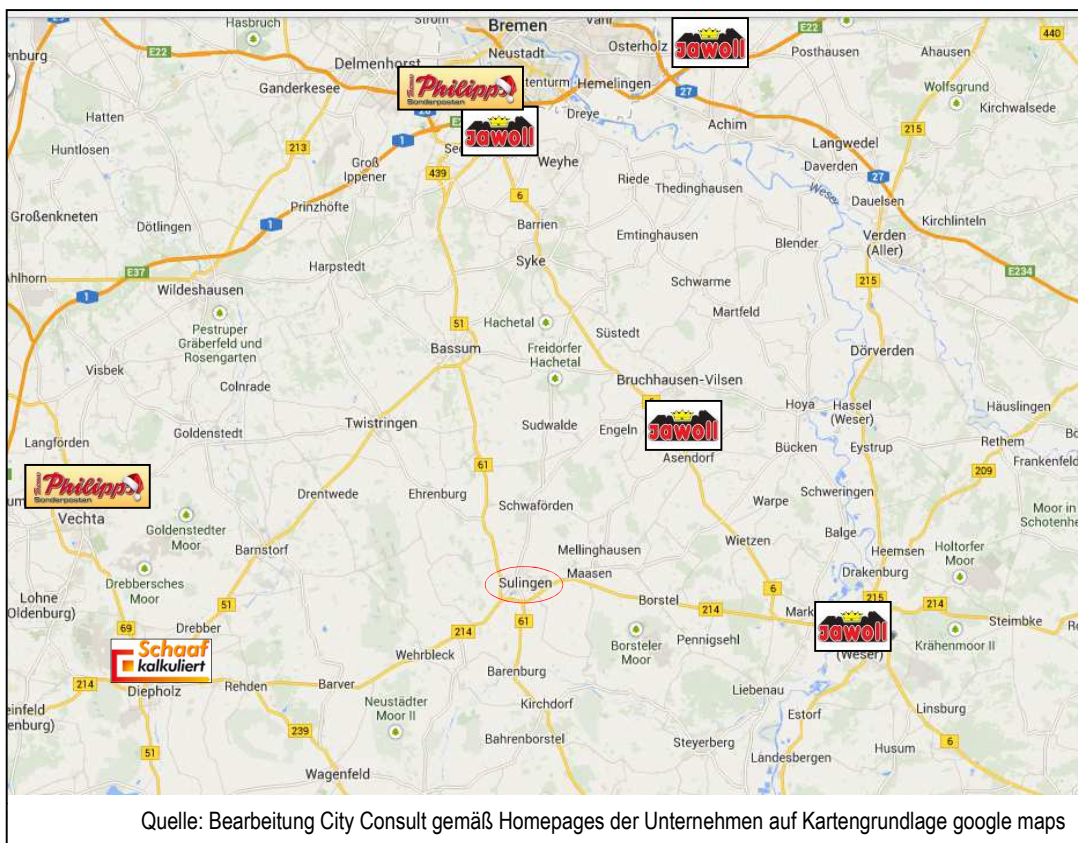 Hasbruch
Strom
Bremen
Vahr
440
E22
Neustadt
Osterholz
JAWOLL
E22
Posthausen
Ahausen
Delmenhorst
Ganderkesee
Thomas
Philipps
Sonderposten
Hemelingen
27
Wolfsgrund
Kirchwalsede
Hatten
Dreye
Achim
215
Huntlosen
213
1
JAWOLL
Langwedel
Groß
Ippener
439
Weyhe
Daverden
27
Riede
Thedinghausen
Weser
Dauelsen
Großenkneten
Dötlingen
Prinzhöfte
6
Barrien
Kirchlinteln
1
Emtinghausen
Blender
Verden
(Aller)
Ahlhorn
E37
Harpstedt
Syke
E234
1
Wildeshausen
Schwarme
215
Pestruper
Gräberfeld und
Rosengarten
51
Hachetal
Martfeld
Süstedt
Visbek
Bassum
Freidorfer
Hachetal
Dörverden
Colnrade
Bruchhausen-Vilsen
Hoya
Hassel
(Weser)
Häuslingen
Langförden
Goldenstedt
Twistringen
Sudwalde
Engeln
JAWOLL
Bücken
Eystrup
Rethem
Asendorf
209
Frankenfeld
61
Thomas
Philipps
Sonderposten
Drentwede
Ehrenburg
Schweringen
Vechta
Goldenstedter
Moor
Schwaförden
Warpe
Moor in
Schotenhe
Barnstorf
Mellinghausen
Wietzen
Balge
Heemsen
Holtorfer
Moor
Drebbersches
Moor
Sulingen
Maasen
Drakenburg
Lohne
(Oldenburg)
51
Borstel
214
6
Mark
215
214
Steimbke
69
Drebber
214
61
JAWOLL
Schaaf
kalkuliert
Wehrbleck
Borsteler
Moor
Pennigsehl
(Weser)
Krähenmoor II
214
Diepholz
Rehden
Barver
Barenburg
Neustädter
Moor II
Kirchdorf
Liebenau
Estorf
Linsburg
239
51
Bahrenborstel
Steyerberg
6
Husum
Landesbergen
Wagenfeld
Quelle: Bearbeitung City Consult gemäß Homepages der Unternehmen auf Kartengrundlage google maps